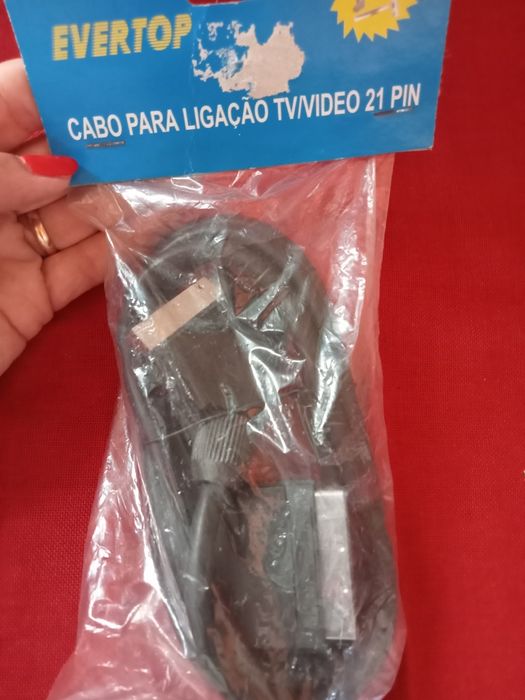 EVERTOP
CABO PARA LIGAÇÃO TV/VIDEO 21 PIN